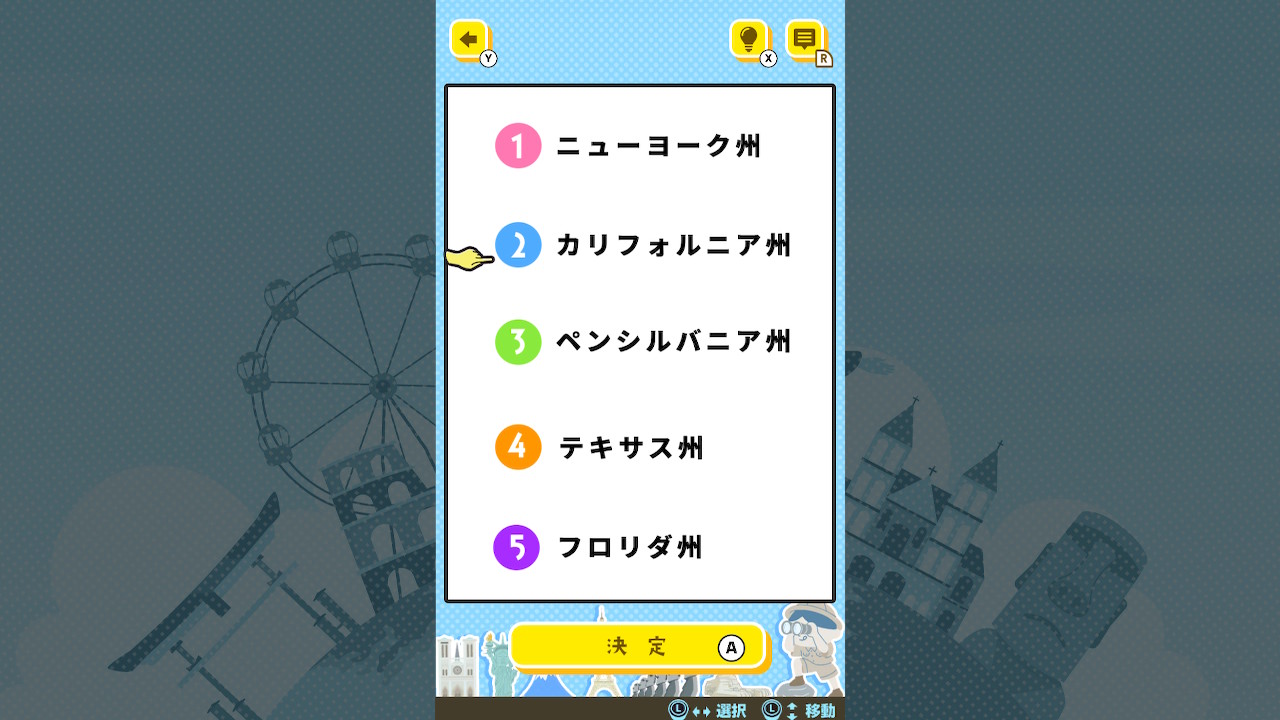 Y
X
R
1 ニューヨーク州
2 カリフォルニア州
3 ペンシルバニア州
4 テキサス州
5 フロリダ州
決定 A
L 選択 L 移動